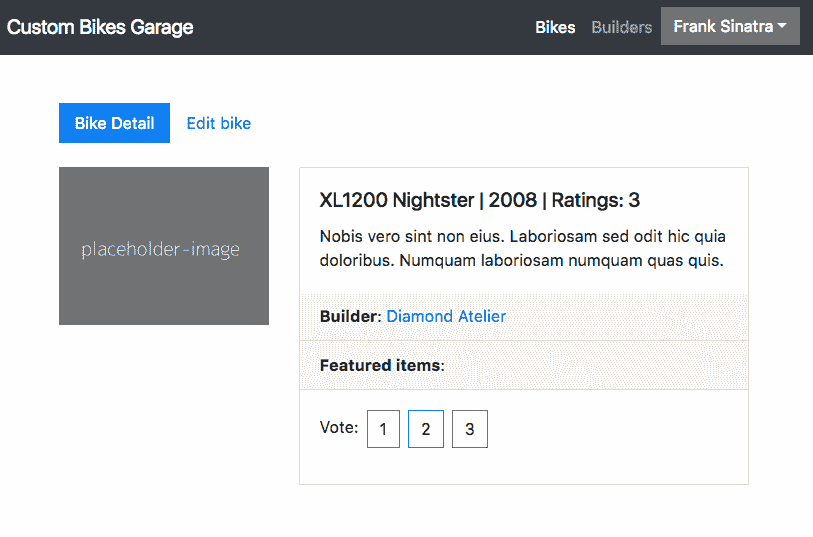 Custom Bikes Garage
Bikes Builders Frank Sinatra
Bike Detail Edit bike
placeholder-image
XL1200 Nightster | 2008 | Ratings: 3
Nobis vero sint non eius. Laboriosam sed odit hic quia
doloribus. Numquam laboriosam numquam quas quis.
Builder: Diamond Atelier
Featured items:
Vote: 1 2 3